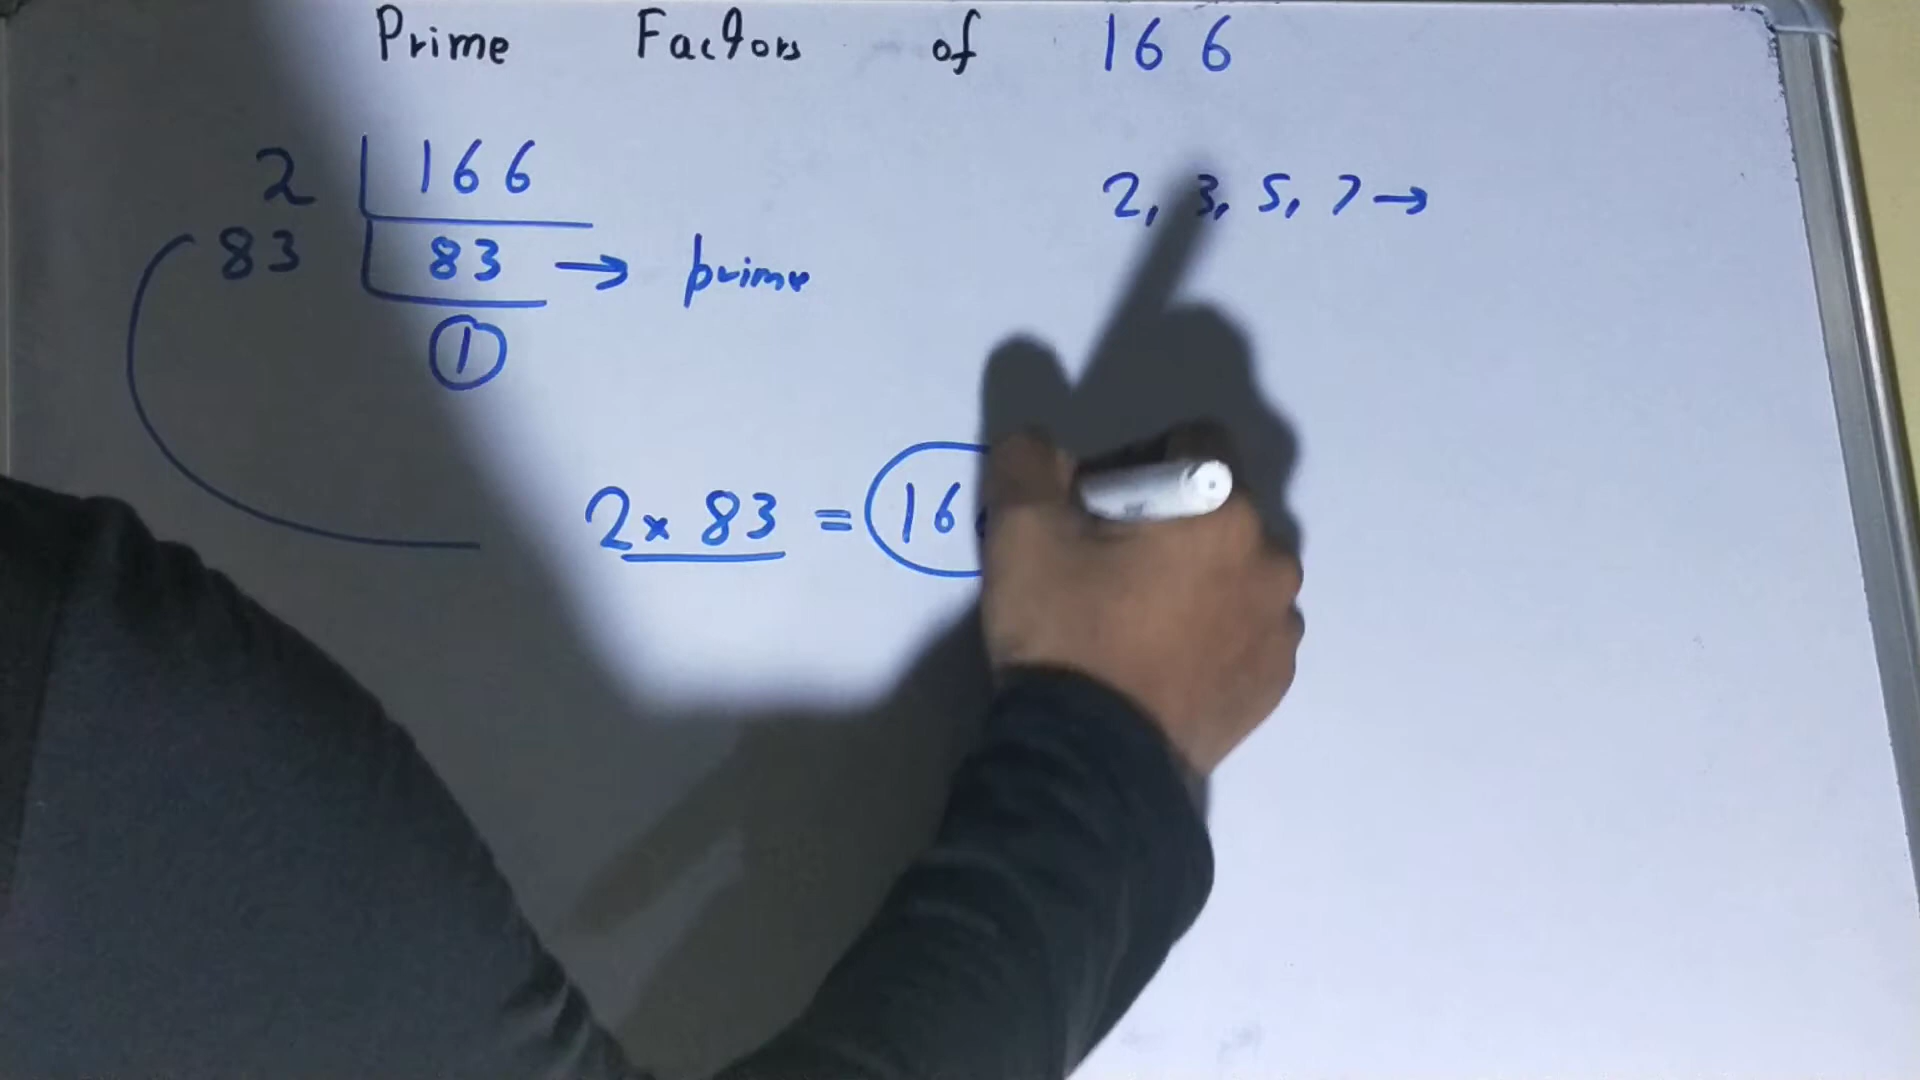 Prime Factors of 166
2 166
2, 3, 5, 7 →
83 83 → prime
1
2 x 83 = 16